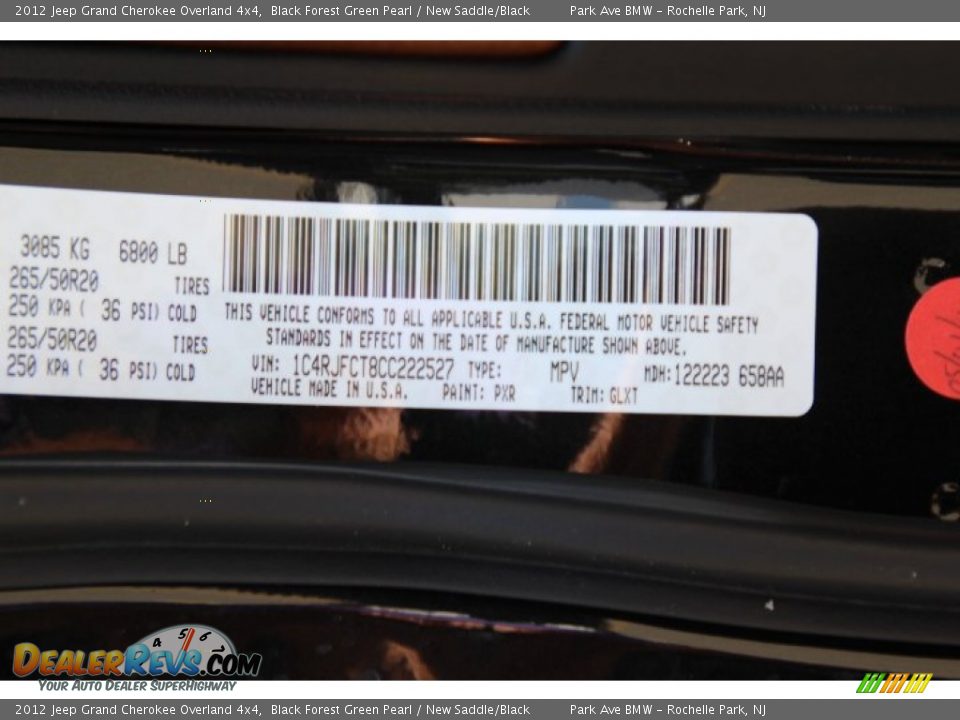 2012 Jeep Grand Cherokee Overland 4x4, Black Forest Green Pearl / New Saddle/Black Park Ave BMW - Rochelle Park, NJ
3085 KG 6800 LB
265/50R20 TIRES
250 KPA ( 36 PSI) COLD
265/50R20 TIRES
250 KPA ( 36 PSI) COLD
THIS VEHICLE CONFORMS TO ALL APPLICABLE U.S.A. FEDERAL MOTOR VEHICLE SAFETY
STANDARDS IN EFFECT ON THE DATE OF MANUFACTURE SHOWN ABOVE.
VIN: 1C4RJFCT8CC222527 TYPE: MPV MDH:122223 658AA
VEHICLE MADE IN U.S.A. PAINT: PXR TRIM: GLXT
4 5 6
DEALERREVS.COM
YOUR AUTO DEALER SUPERHIGHWAY
2012 Jeep Grand Cherokee Overland 4x4, Black Forest Green Pearl / New Saddle/Black Park Ave BMW - Rochelle Park, NJ